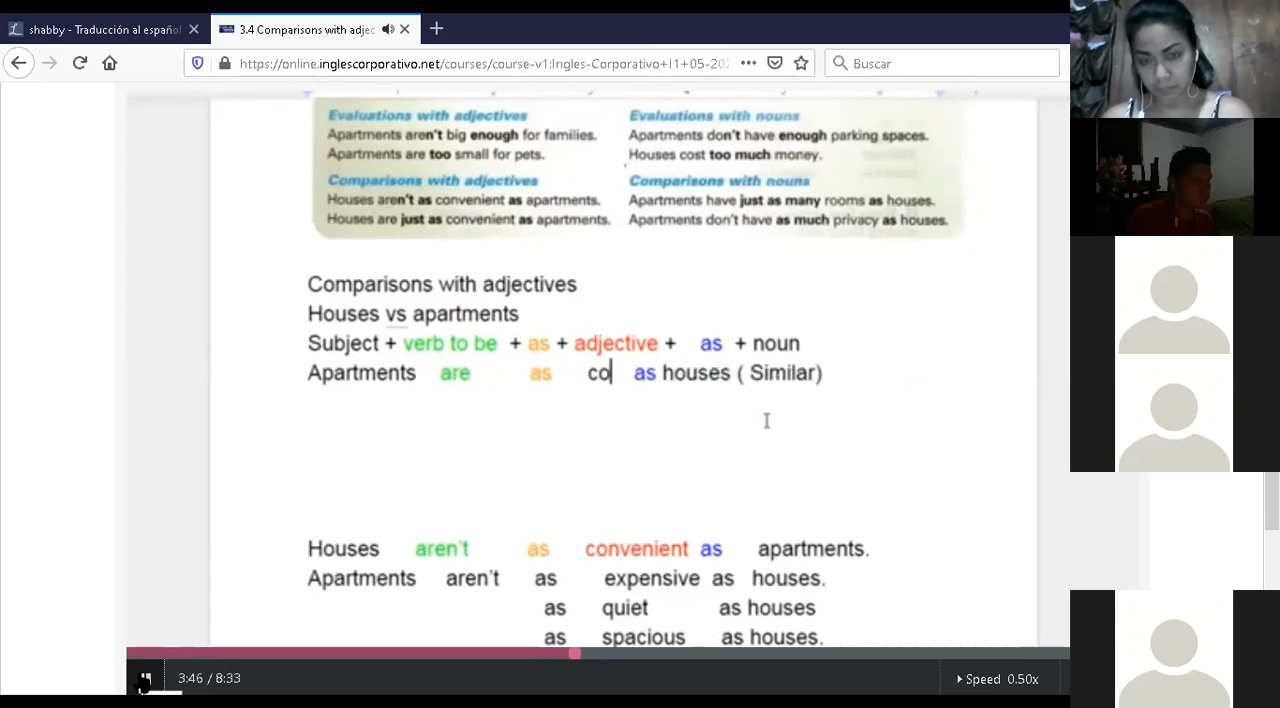 shabby - Traducción al español
3.4 Comparisons with adjec
https://online.inglescorporativo.net/courses/course-v1:Ingles-Corporativo+I1+05-202
Buscar
Evaluations with adjectives
Apartments aren't big enough for families.
Apartments are too small for pets.
Comparisons with adjectives
Houses aren't as convenient as apartments.
Houses are just as convenient as apartments.
Evaluations with nouns
Apartments don't have enough parking spaces.
Houses cost too much money.
Comparisons with nouns
Apartments have just as many rooms as houses.
Apartments don't have as much privacy as houses.
Comparisons with adjectives
Houses vs apartments
Subject + verb to be + as + adjective + as + noun
Apartments are as co as houses ( Similar)
Houses aren't as convenient as apartments.
Apartments aren't as expensive as houses.
as quiet as houses
as spacious as houses.
3:46 / 8:33
Speed 0.50x